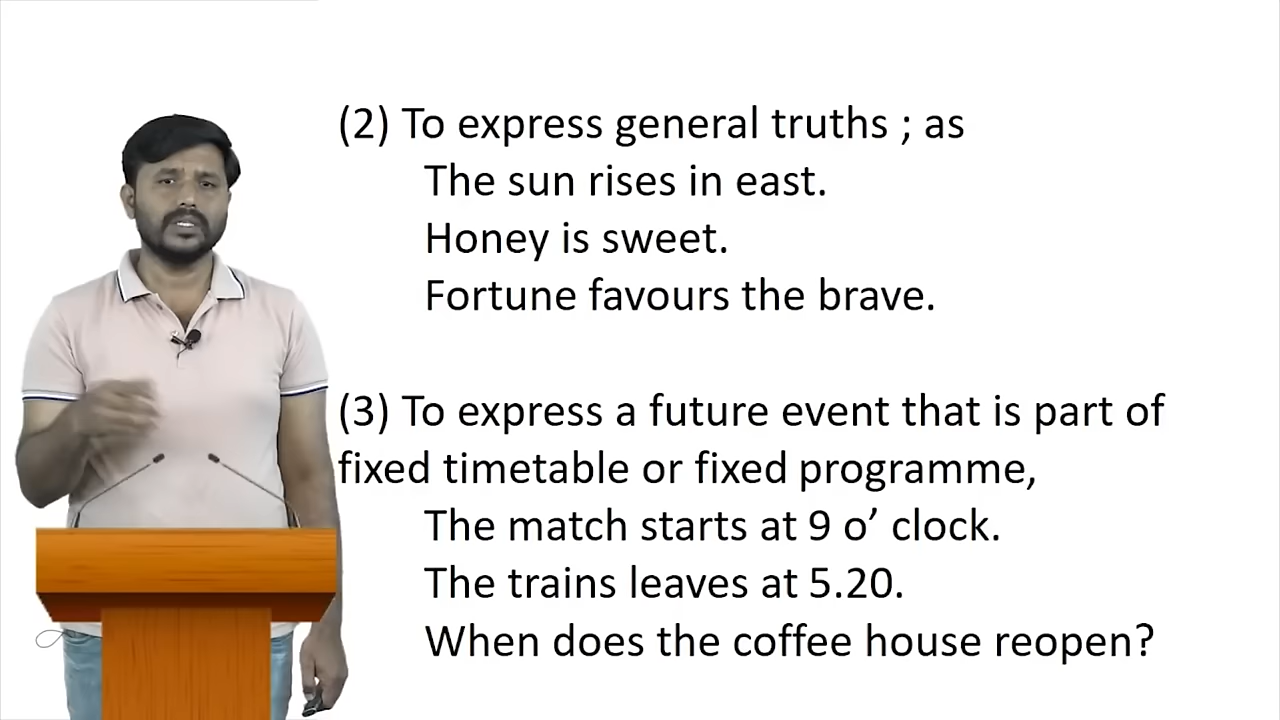 (2) To express general truths ; as
The sun rises in east.
Honey is sweet.
Fortune favours the brave.
(3) To express a future event that is part of
fixed timetable or fixed programme,
The match starts at 9 o’ clock.
The trains leaves at 5.20.
When does the coffee house reopen?